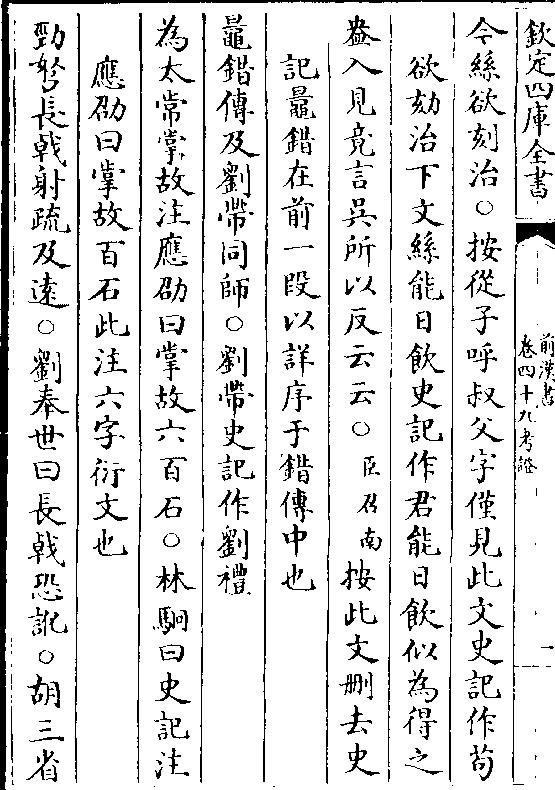 欽定四庫全書
前漢書
卷四十九考證
一
今絲欲刻治○按從子呼叔父字僅見此文史記作苟
欲劾治下文絲能日飲史記作君能日飲似為得之
盎入見竟言吳所以反云云○臣召南按此文刪去史
記鼂錯在前一段以詳序于錯傳中也
鼂錯傳及劉帶同師○劉帶史記作劉禮
為太常掌故注應劭曰掌故六百石○林駉曰史記注
應劭曰掌故百石此注六字衍文也
勁弩長戟射疏及遠○劉奉世曰長戟恐訛○胡三省